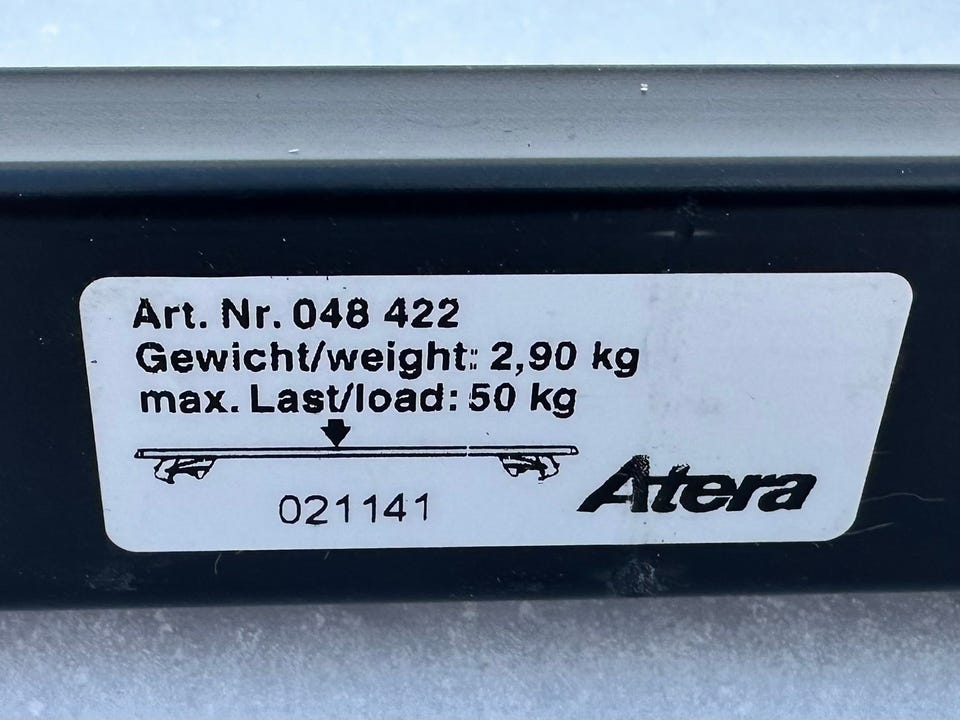 Art. Nr. 048 422
Gewicht/weight: 2,90 kg
max. Last/load: 50 kg
021141
Atera